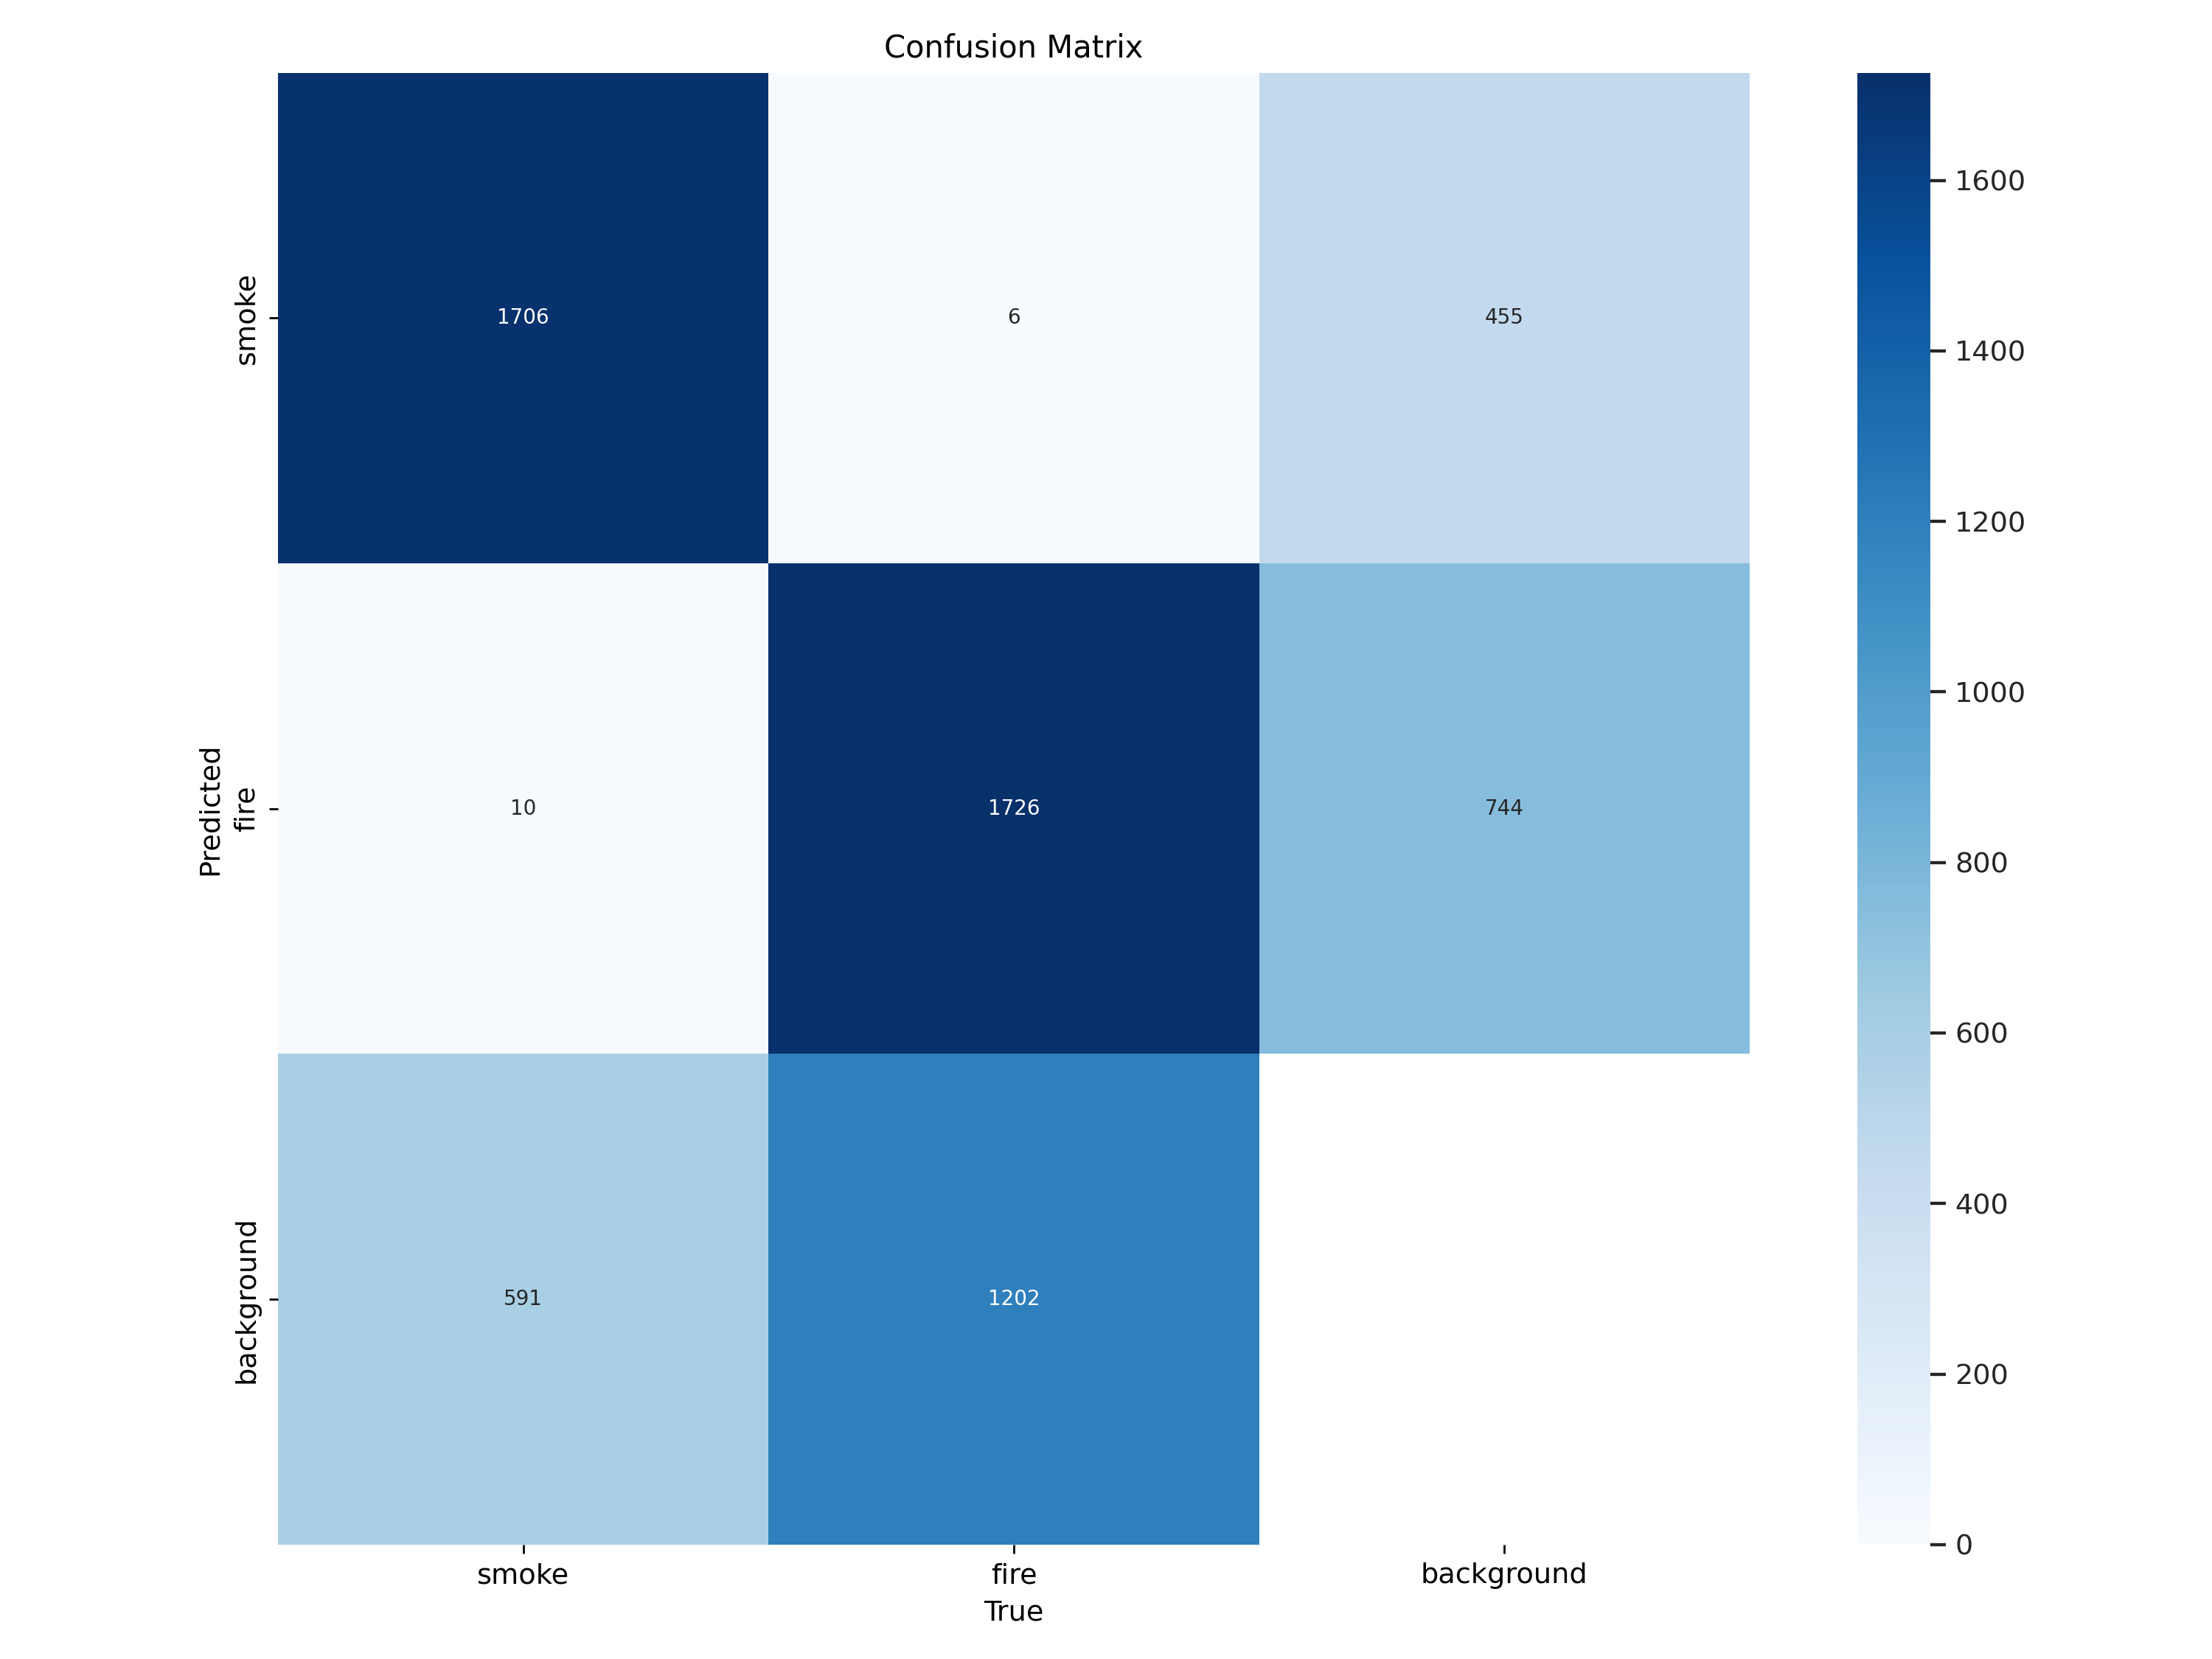 Confusion Matrix
smoke
1706
6
455
1600
1400
1200
Predicted
fire
10
1726
744
1000
800
600
background
591
1202
400
200
0
smoke
fire
background
True